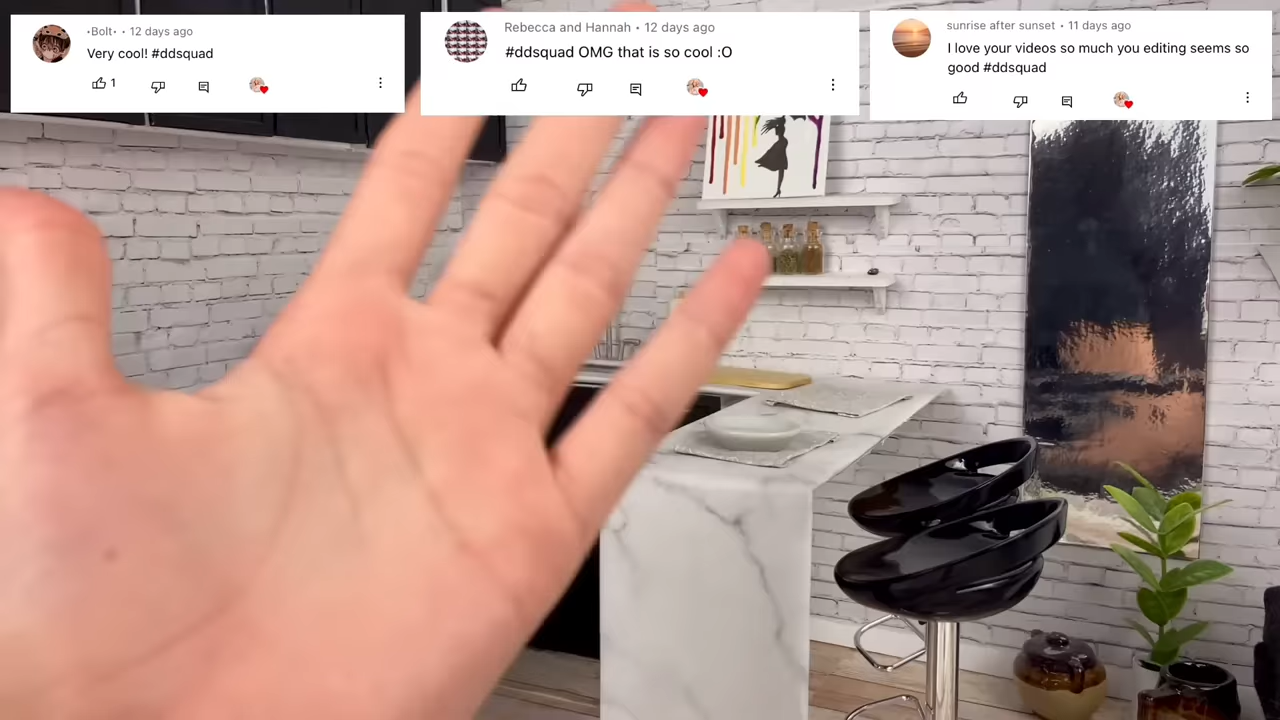 •Bolt• • 12 days ago
Very cool! #ddsquad
1
Rebecca and Hannah • 12 days ago
#ddsquad OMG that is so cool :O
sunrise after sunset • 11 days ago
I love your videos so much you editing seems so
good #ddsquad